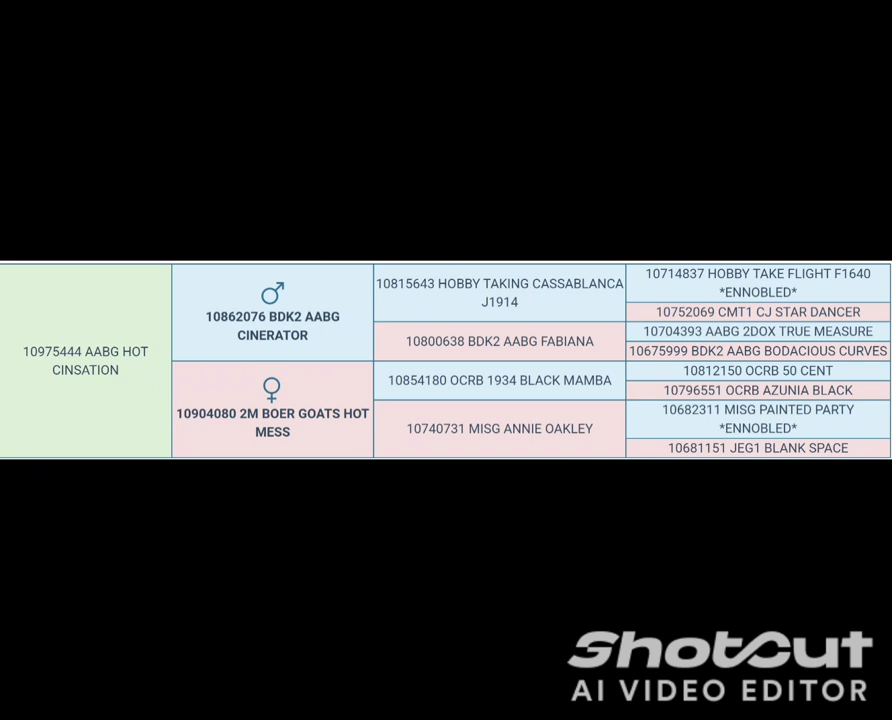 10975444 AABG HOT
CINSATION
10862076 BDK2 AABG
CINERATOR
10904080 2M BOER GOATS HOT
MESS
10815643 HOBBY TAKING CASSABLANCA
J1914
10800638 BDK2 AABG FABIANA
10854180 OCRB 1934 BLACK MAMBA
10740731 MISG ANNIE OAKLEY
10714837 HOBBY TAKE FLIGHT F1640
*ENNOBLED*
10752069 CMT1 CJ STAR DANCER
10704393 AABG 2DOX TRUE MEASURE
10675999 BDK2 AABG BODACIOUS CURVES
10812150 OCRB 50 CENT
10796551 OCRB AZUNIA BLACK
10682311 MISG PAINTED PARTY
*ENNOBLED*
10681151 JEG1 BLANK SPACE
ShotCut
AI VIDEO EDITOR